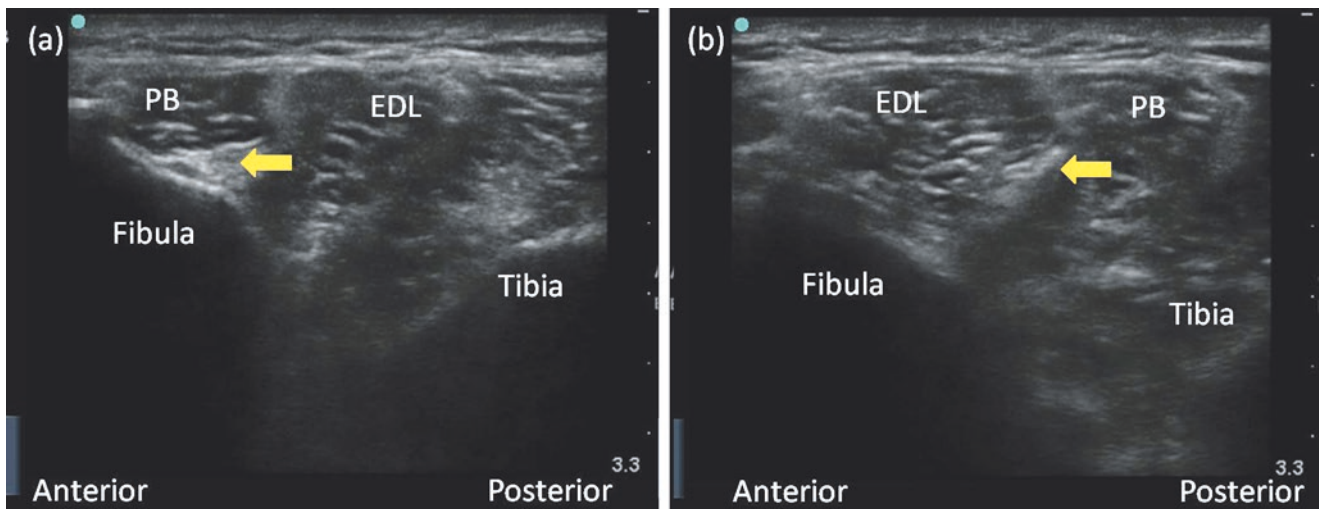 (a)
PB
EDL
Fibula
Tibia
3.3
Anterior
Posterior
(b)
EDL
PB
Fibula
Tibia
3.3
Anterior
Posterior